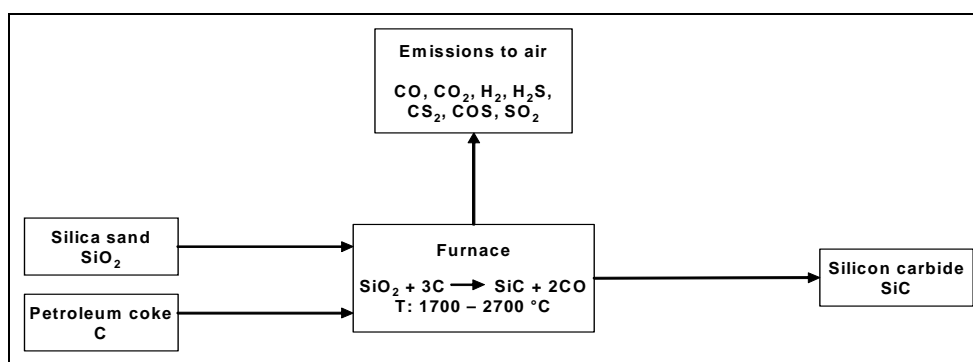 Emissions to air
CO, CO₂, H₂, H₂S,
CS₂, COS, SO₂
Silica sand
SiO₂
Petroleum coke
C
Furnace
SiO₂ + 3C → SiC + 2CO
T: 1700 – 2700 °C
Silicon carbide
SiC